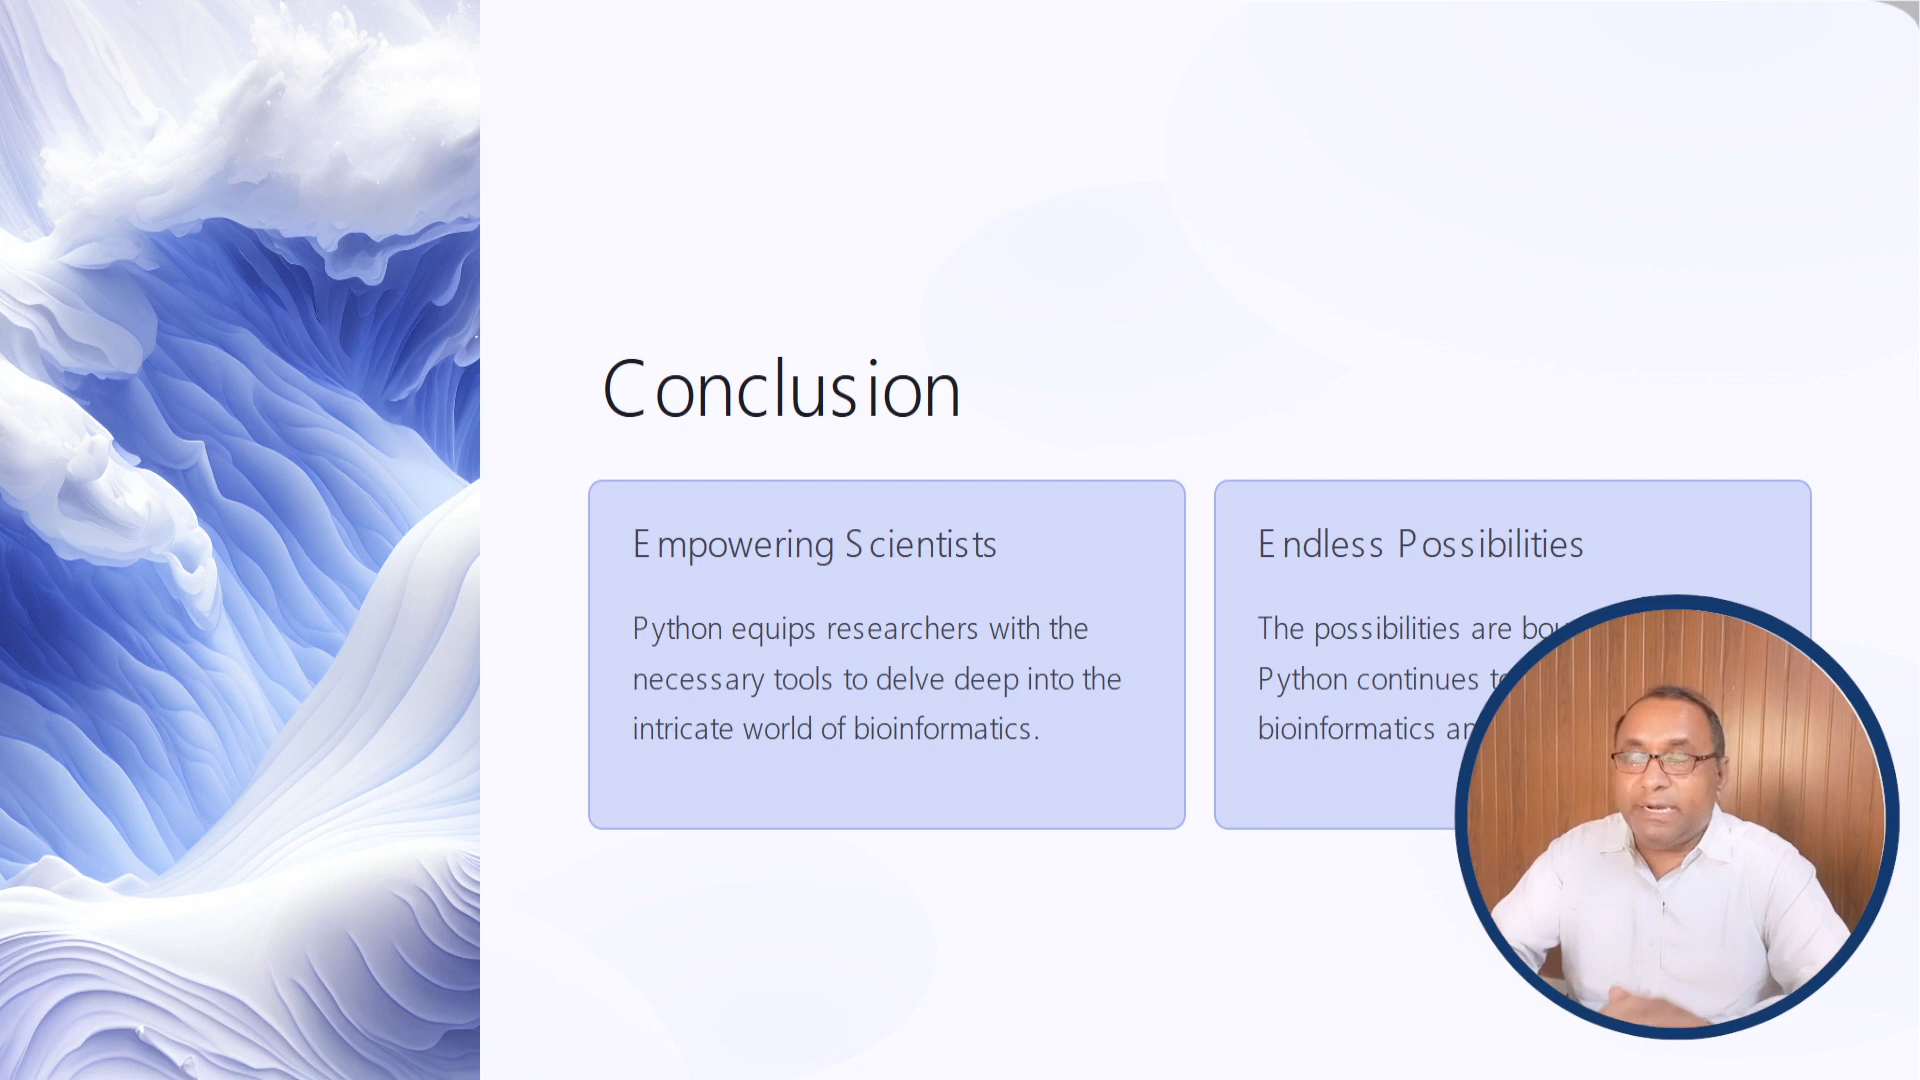 Conclusion
Empowering Scientists
Python equips researchers with the
necessary tools to delve deep into the
intricate world of bioinformatics.
Endless Possibilities
The possibilities are
Python continues
bioinformatics